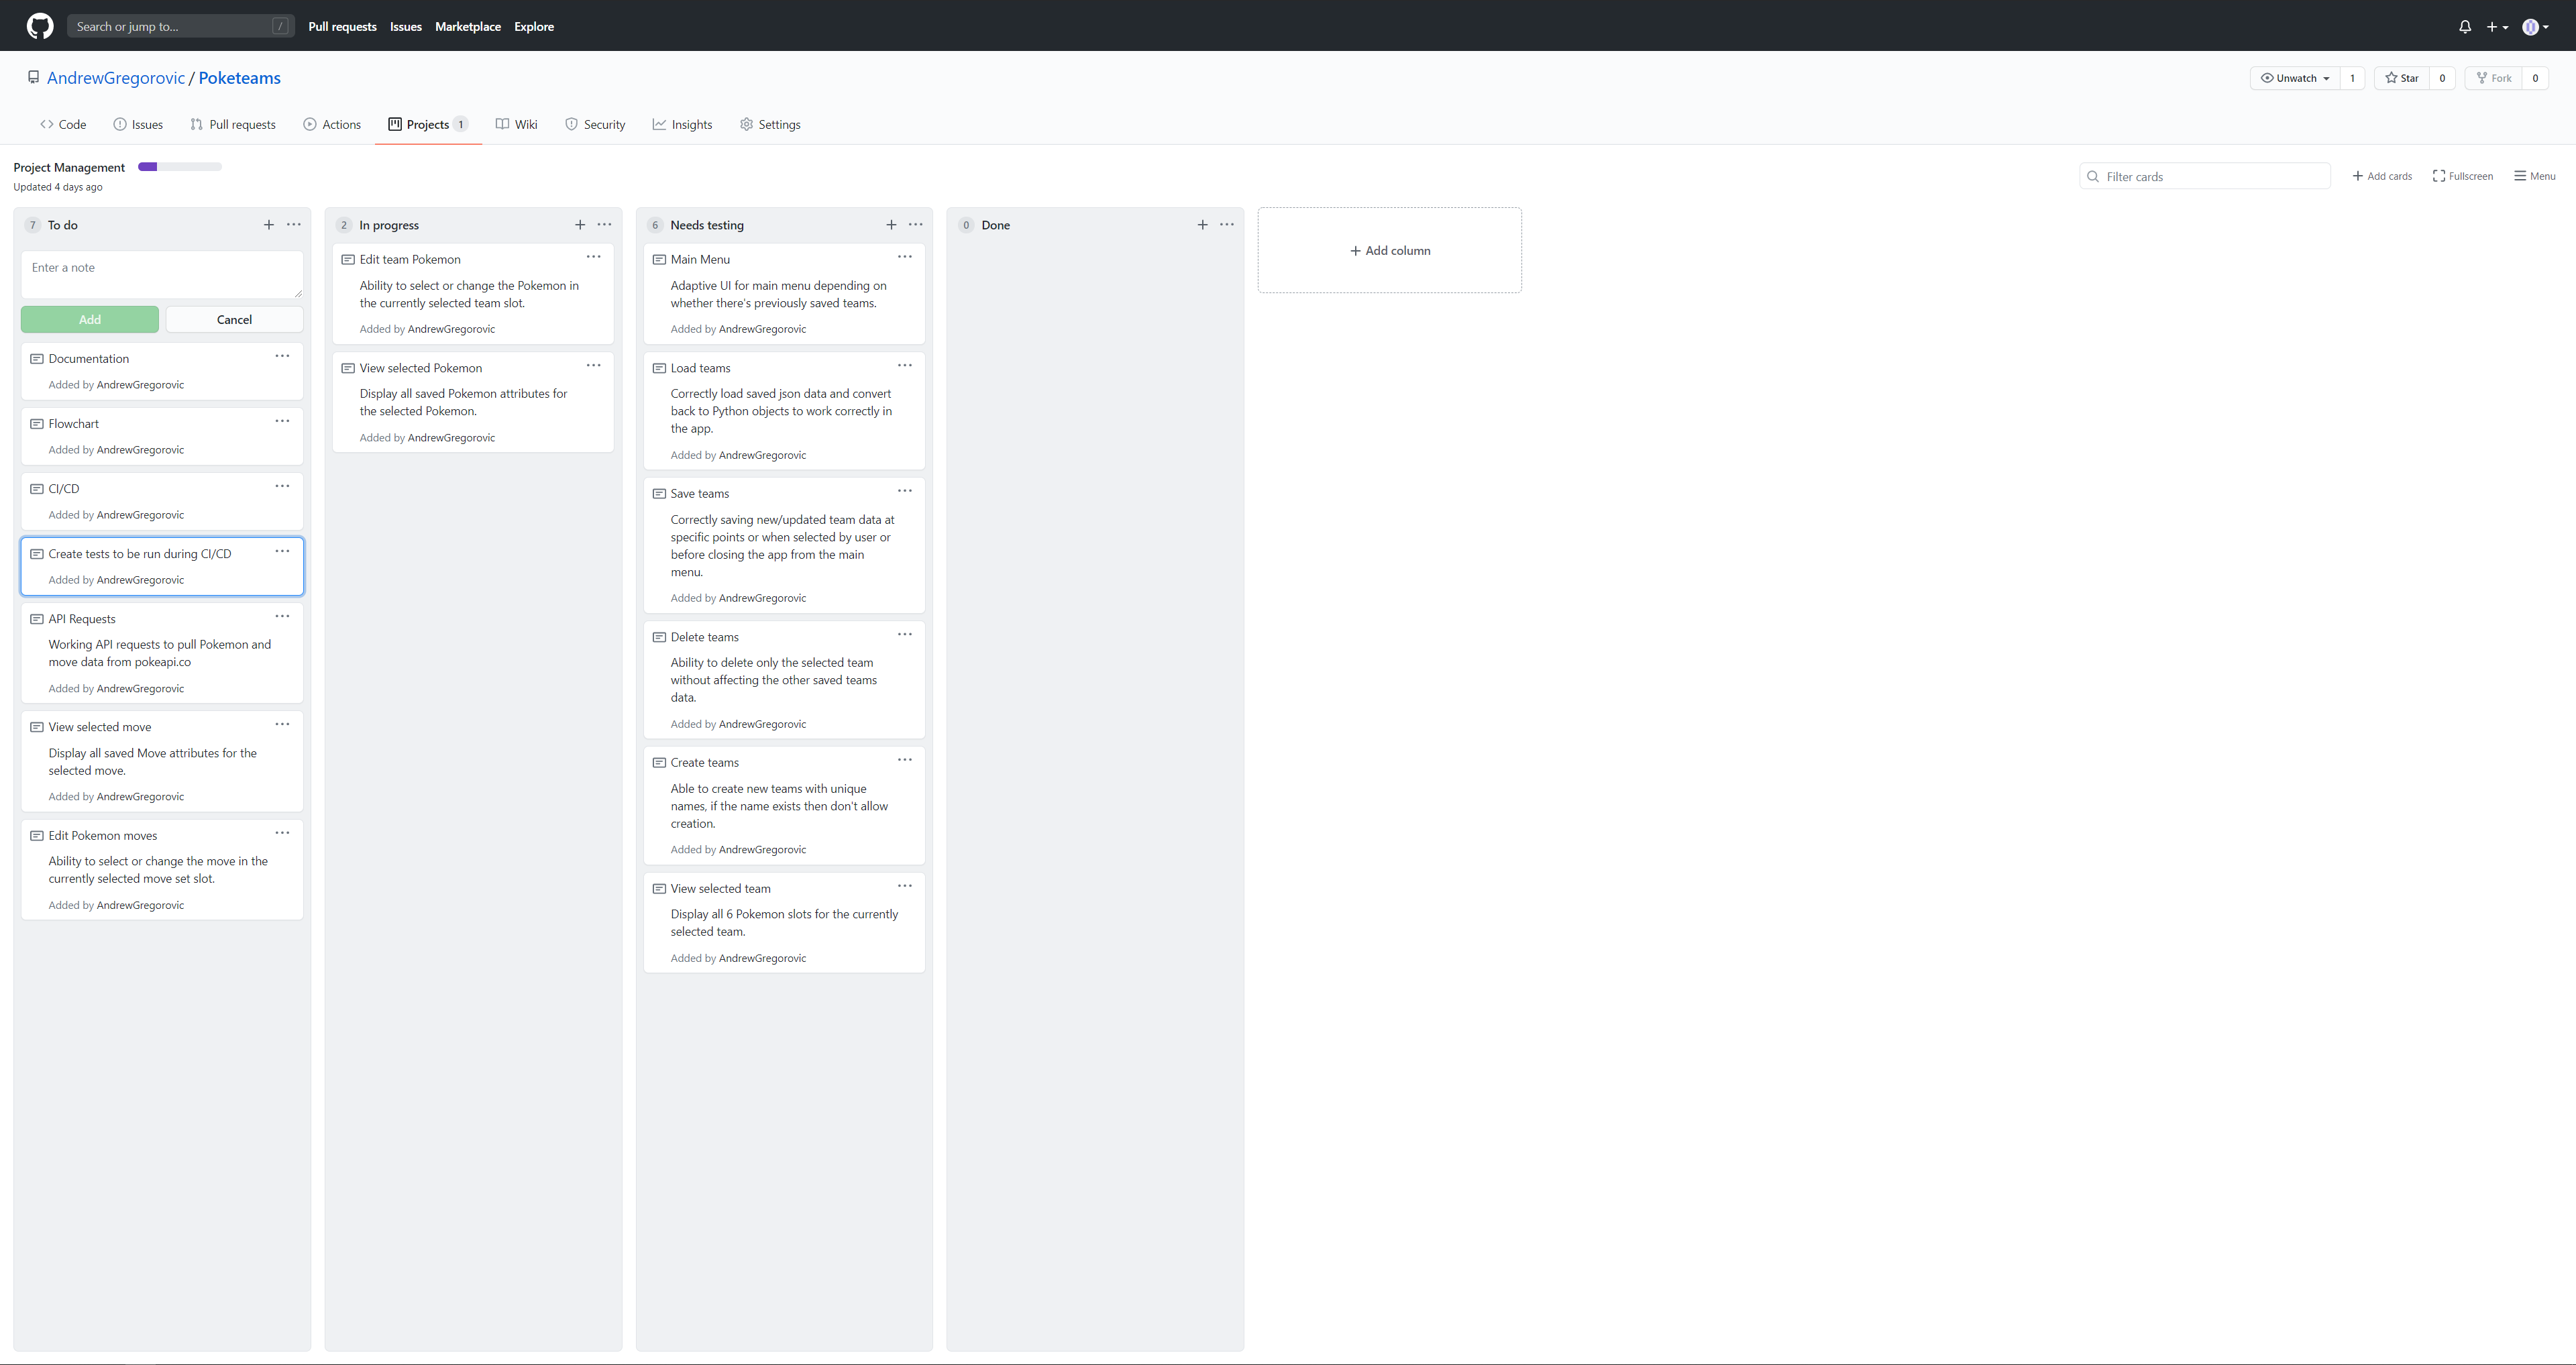 Search or jump to...
/
Pull requests
Issues
Marketplace
Explore
AndrewGregorovic / Poketeams
Unwatch
1
Star
0
Fork
0
Code
Issues
Pull requests
Actions
Projects 1
Wiki
Security
Insights
Settings
Project Management
Updated 4 days ago
Filter cards
Add cards
Fullscreen
Menu
7 To do
Enter a note
Add
Cancel
Documentation
Added by AndrewGregorovic
Flowchart
Added by AndrewGregorovic
CI/CD
Added by AndrewGregorovic
Create tests to be run during CI/CD
Added by AndrewGregorovic
API Requests
Working API requests to pull Pokemon and
move data from pokeapi.co
Added by AndrewGregorovic
View selected move
Display all saved Move attributes for the
selected move.
Added by AndrewGregorovic
Edit Pokemon moves
Ability to select or change the move in the
currently selected move set slot.
Added by AndrewGregorovic
2 In progress
Edit team Pokemon
Ability to select or change the Pokemon in
the currently selected team slot.
Added by AndrewGregorovic
View selected Pokemon
Display all saved Pokemon attributes for
the selected Pokemon.
Added by AndrewGregorovic
6 Needs testing
Main Menu
Adaptive UI for main menu depending on
whether there's previously saved teams.
Added by AndrewGregorovic
Load teams
Correctly load saved json data and convert
back to Python objects to work correctly in
the app.
Added by AndrewGregorovic
Save teams
Correctly saving new/updated team data at
specific points or when selected by user or
before closing the app from the main
menu.
Added by AndrewGregorovic
Delete teams
Ability to delete only the selected team
without affecting the other saved teams
data.
Added by AndrewGregorovic
Create teams
Able to create new teams with unique
names, if the name exists then don't allow
creation.
Added by AndrewGregorovic
View selected team
Display all 6 Pokemon slots for the currently
selected team.
Added by AndrewGregorovic
0 Done
Add column